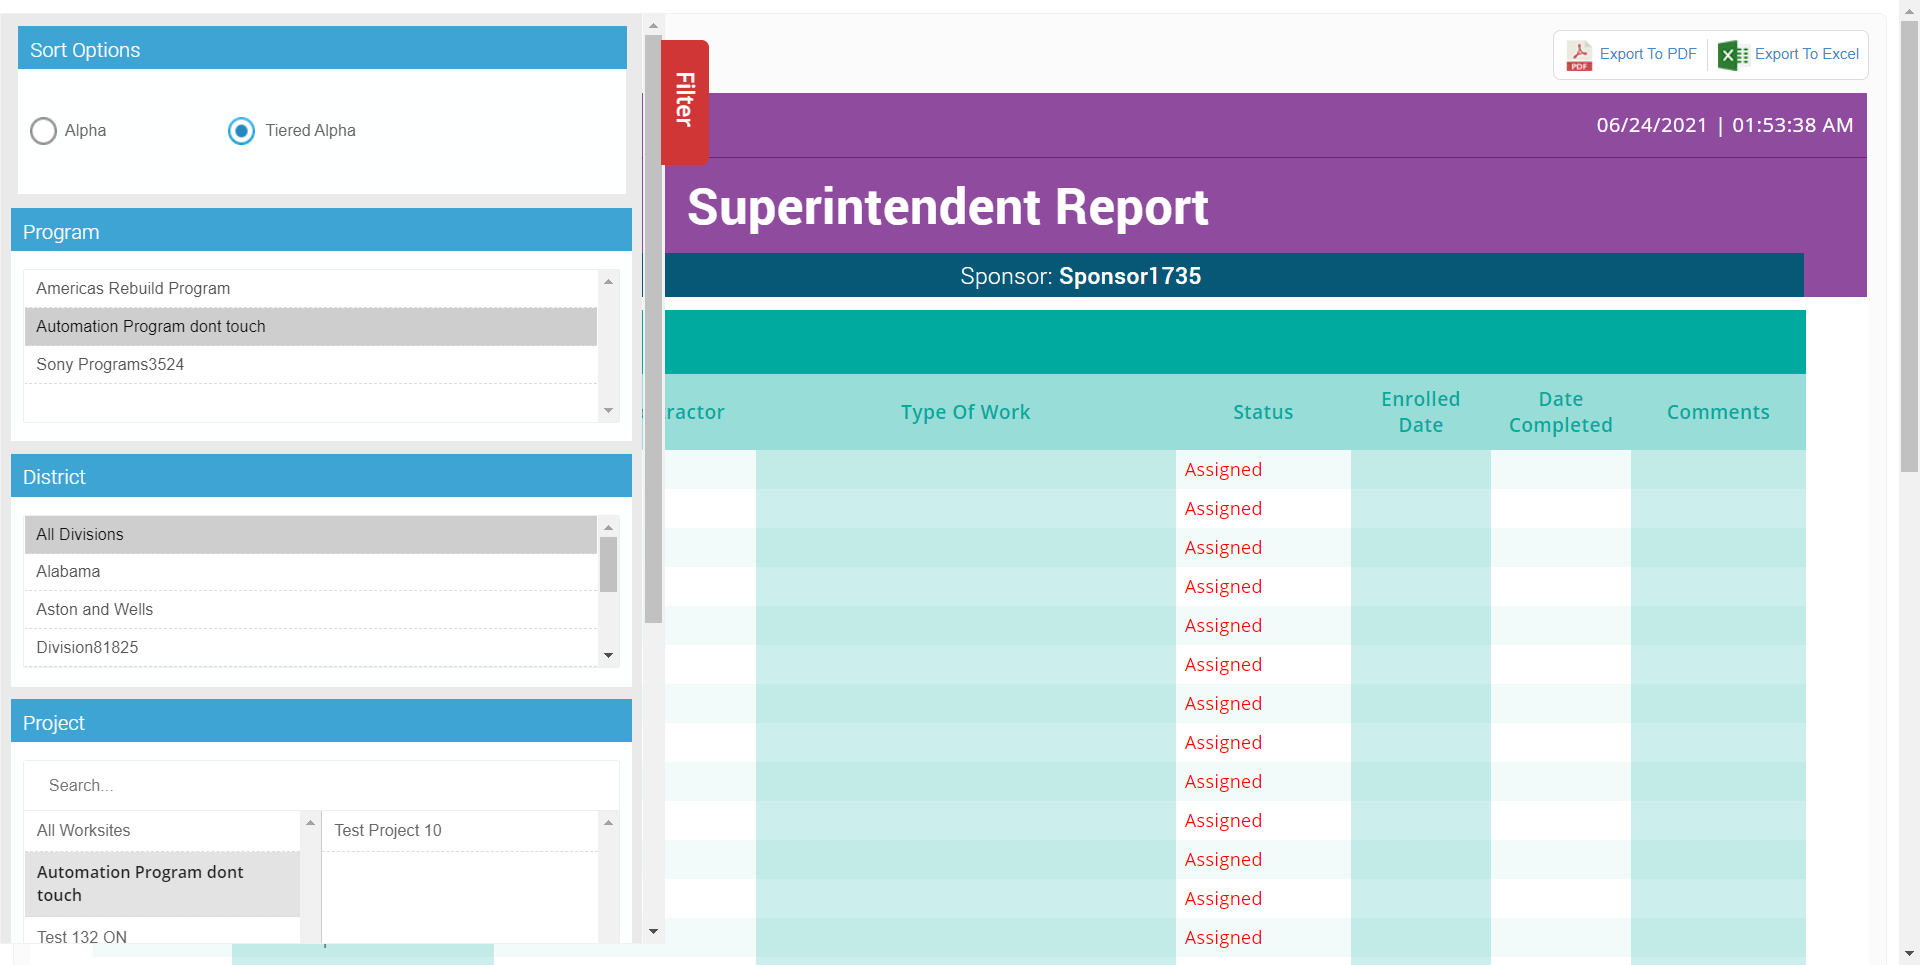 Sort Options
Alpha
Tiered Alpha
Program
Americas Rebuild Program
Automation Program dont touch
Sony Programs3524
District
All Divisions
Alabama
Aston and Wells
Division81825
Project
Search...
All Worksites
Automation Program dont
touch
Test 132 ON
Test Project 10
Filter
PDF
Export To PDF
Export To Excel
06/24/2021 | 01:53:38 AM
Superintendent Report
Sponsor: Sponsor1735
ractor
Type Of Work
Status
Enrolled
Date
Date
Completed
Comments
Assigned
Assigned
Assigned
Assigned
Assigned
Assigned
Assigned
Assigned
Assigned
Assigned
Assigned
Assigned
Assigned